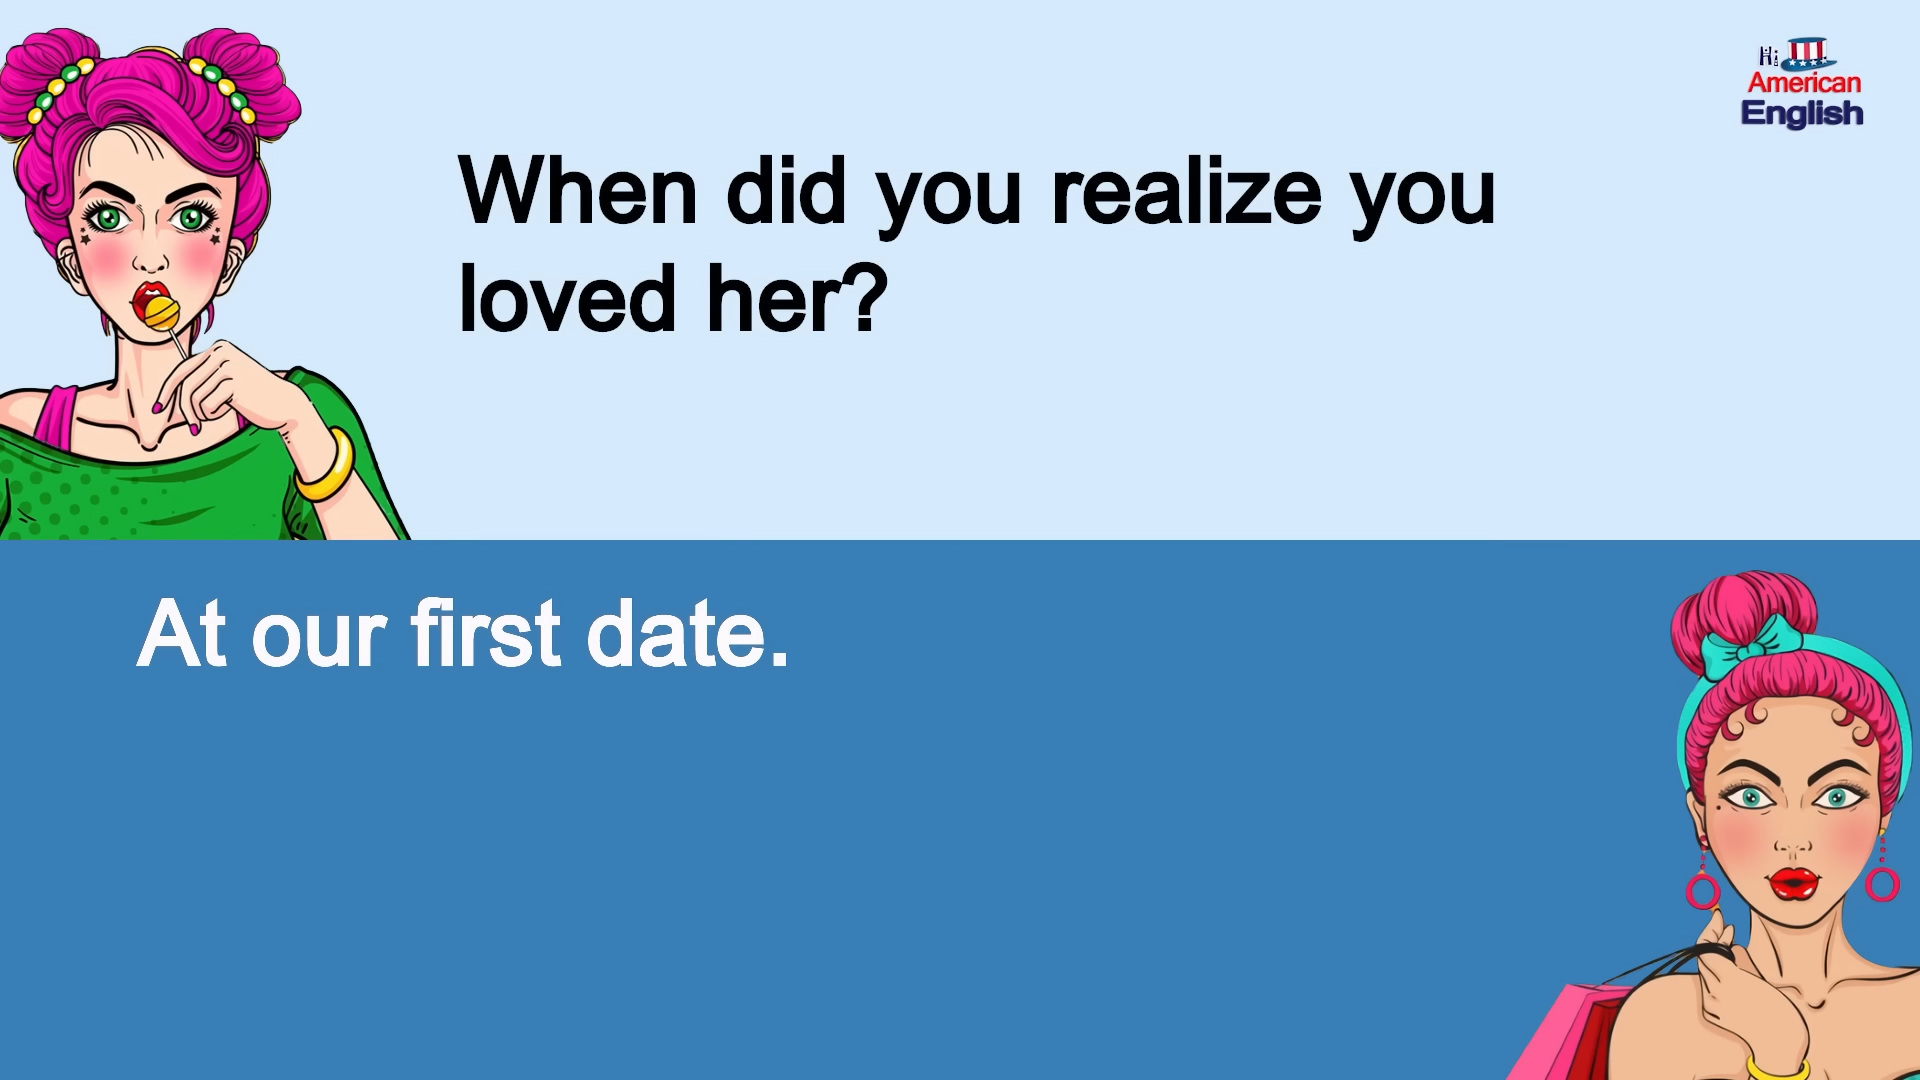 Hi
American
English
When did you realize you
loved her?
At our first date.